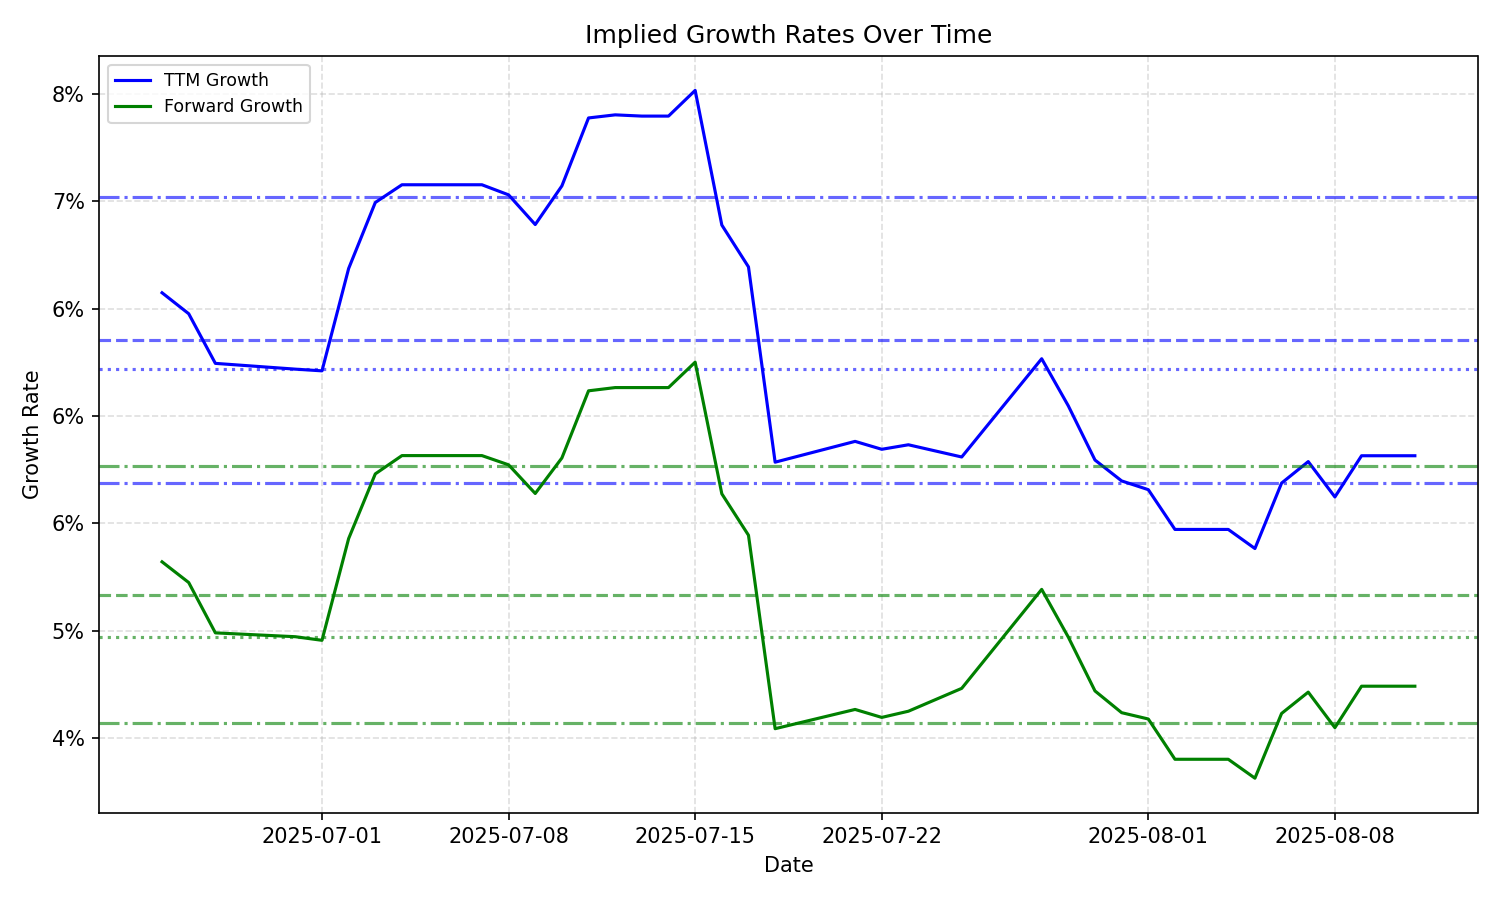 Implied Growth Rates Over Time
TTM Growth
Forward Growth
8%
7%
6%
6%
6%
5%
4%
Growth Rate
2025-07-01
2025-07-08
2025-07-15
2025-07-22
2025-08-01
2025-08-08
Date